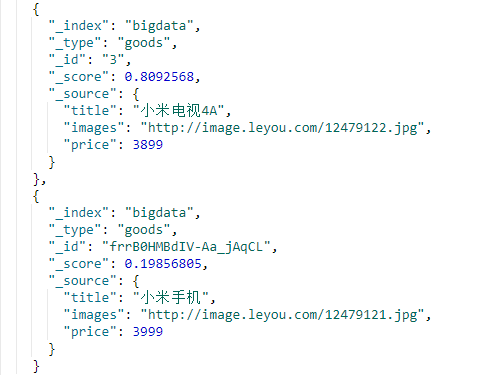 {
"_index": "bigdata",
"_type": "goods",
"_id": "3",
"_score": 0.8092568,
"_source": {
"title": "小米电视4A",
"images": "http://image.leyou.com/12479122.jpg",
"price": 3899
}
},
{
"_index": "bigdata",
"_type": "goods",
"_id": "frrB0HMBdIV-Aa_jAqCL",
"_score": 0.19856805,
"_source": {
"title": "小米手机",
"images": "http://image.leyou.com/12479121.jpg",
"price": 3999
}
}